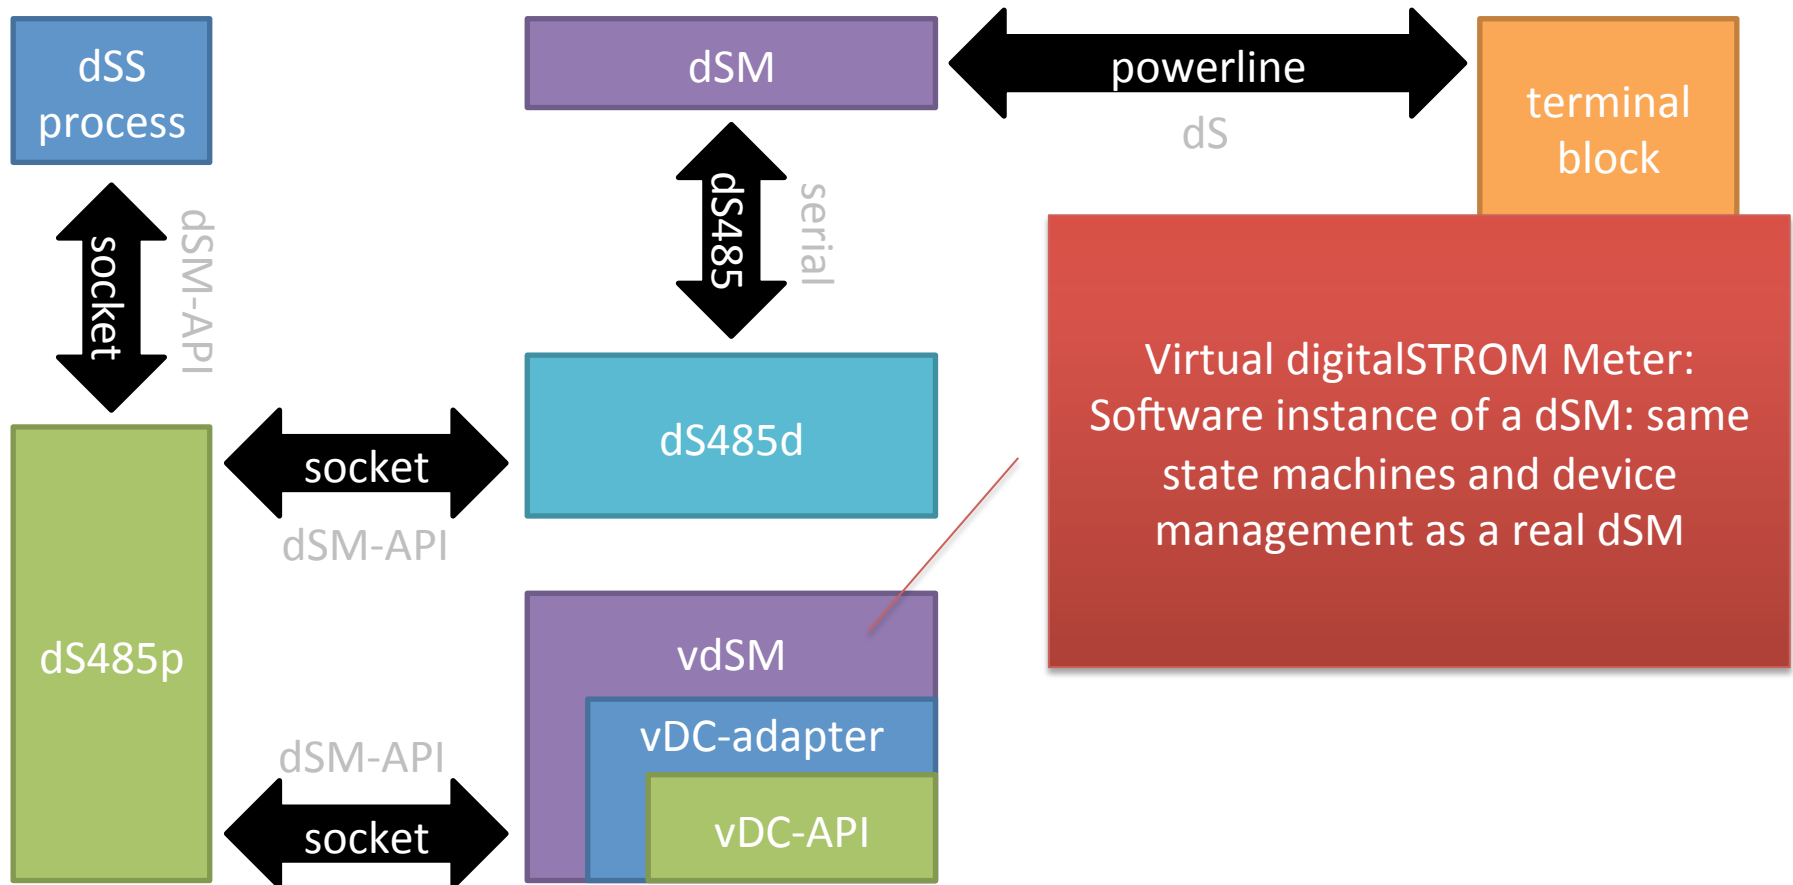 dSS
process
dSM
powerline
dS
terminal
block
socket
dSM-API
dS485
serial
dS485d
socket
dSM-API
Virtual digitalSTROM Meter:
Software instance of a dSM: same
state machines and device
management as a real dSM
dS485p
vdSM
vDC-adapter
vDC-API
dSM-API
socket